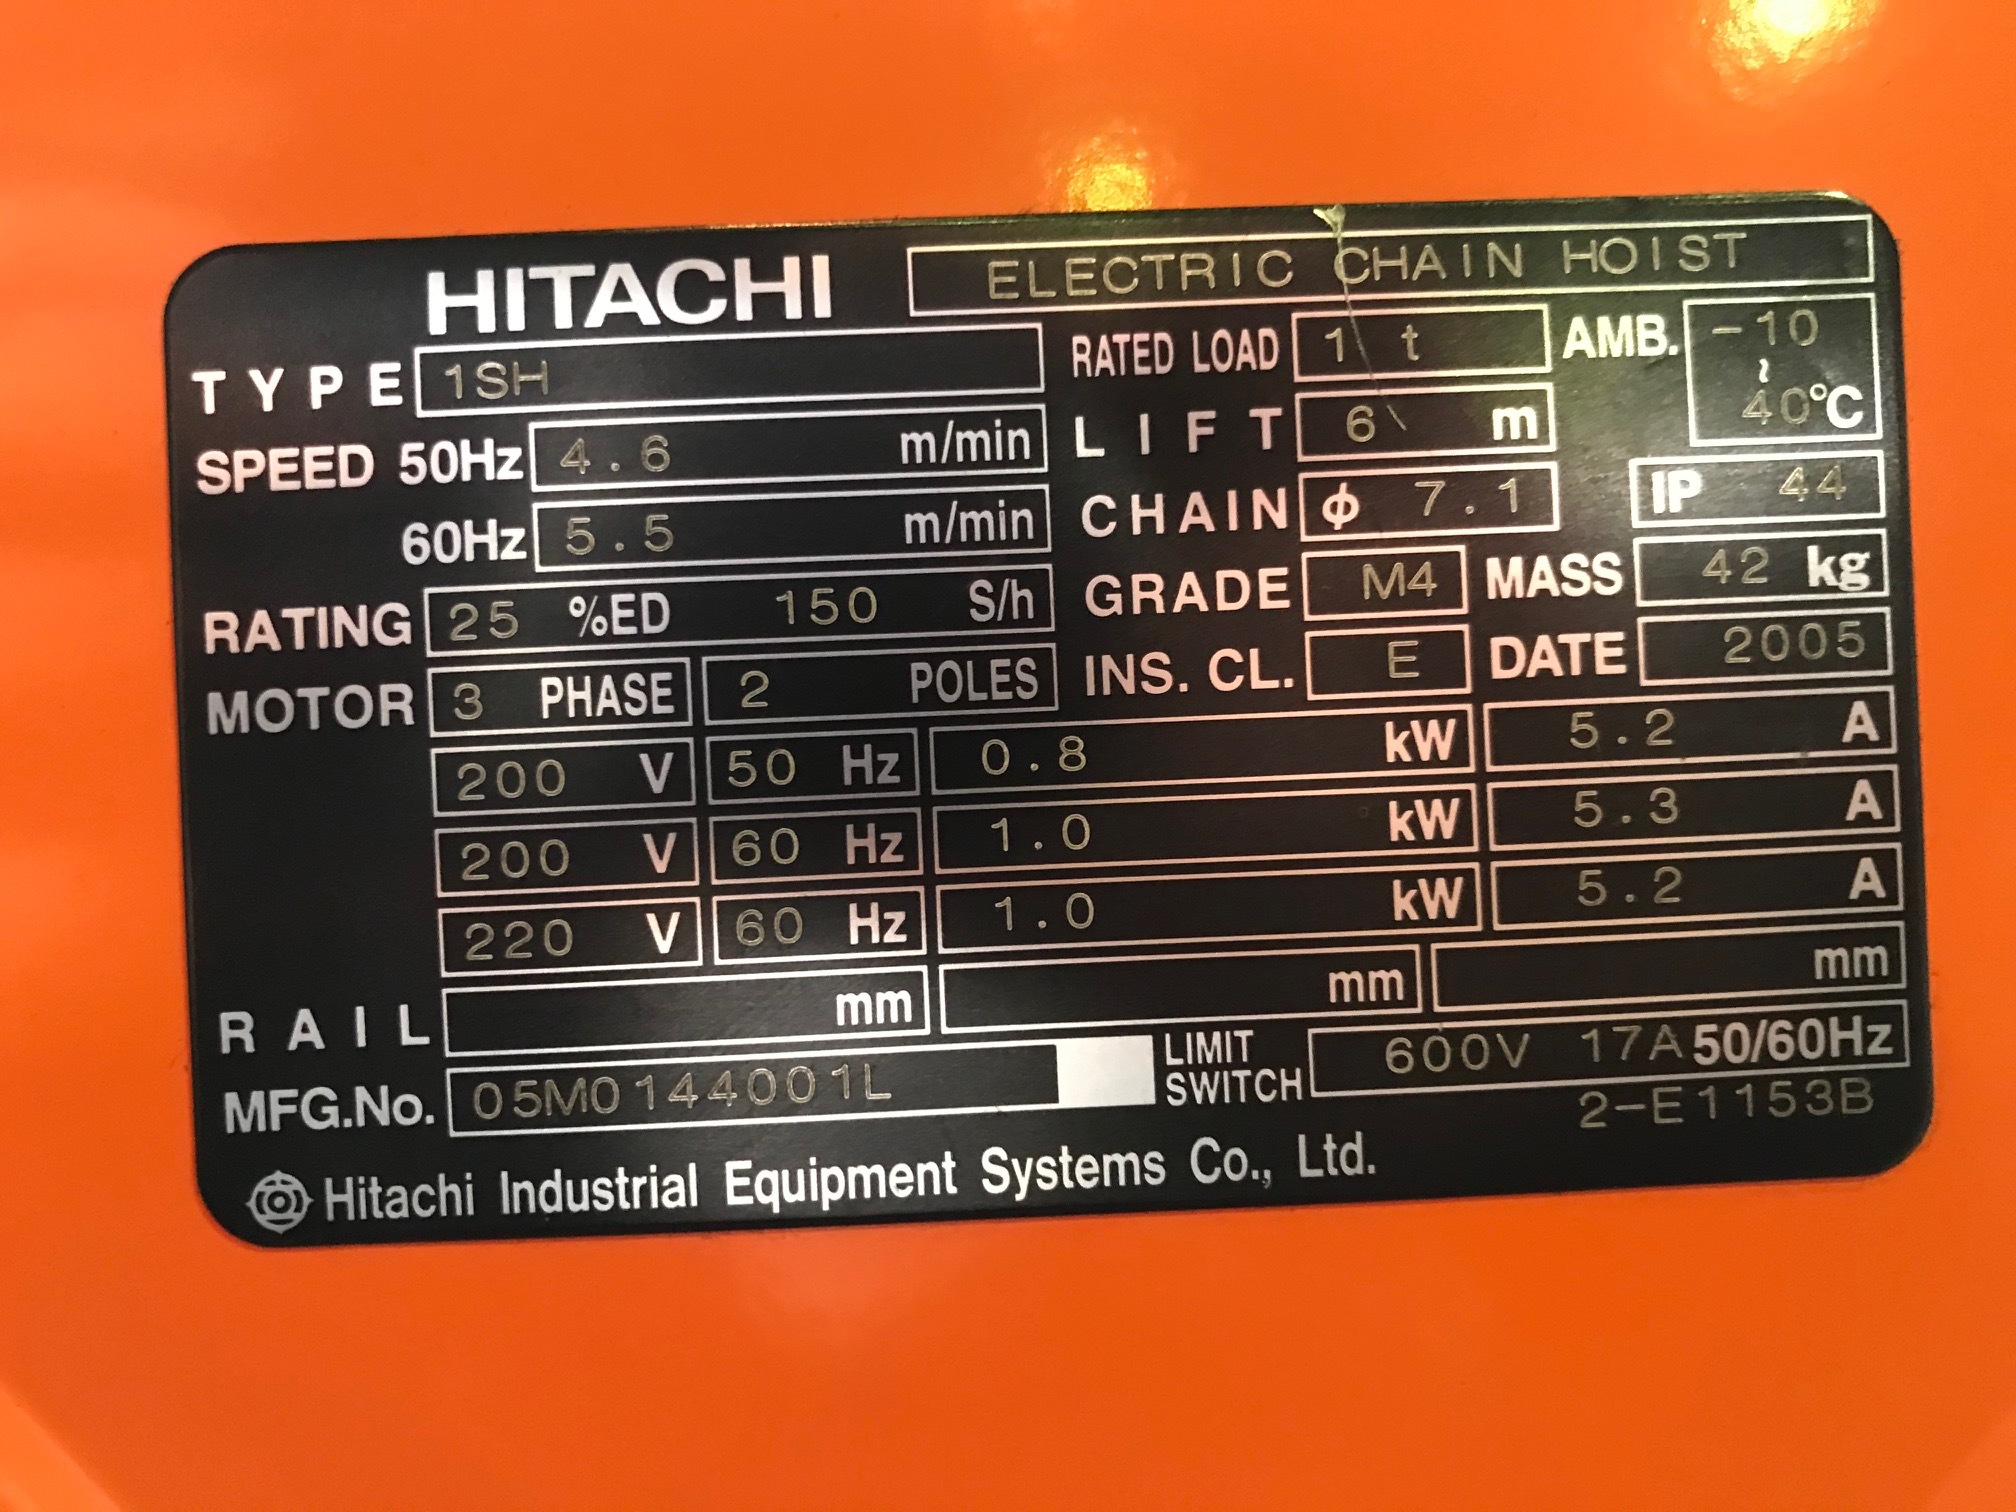 HITACHI ELECTRIC CHAIN HOIST
TYPE 1SH RATED LOAD 1 t AMB. -10 ~ 40°C
SPEED 50Hz 4.6 m/min LIFT 6 m
60Hz 5.5 m/min CHAIN ϕ 7.1 IP 44
RATING 25 %ED 150 S/h GRADE M4 MASS 42 kg
MOTOR 3 PHASE 2 POLES INS. CL. E DATE 2005
200 V 50 Hz 0.8 kW 5.2 A
200 V 60 Hz 1.0 kW 5.3 A
220 V 60 Hz 1.0 kW 5.2 A
RAIL mm mm mm
MFG.No. 05M0144001L LIMIT SWITCH 600V 17A 50/60Hz
2-E1153B
Hitachi Industrial Equipment Systems Co., Ltd.